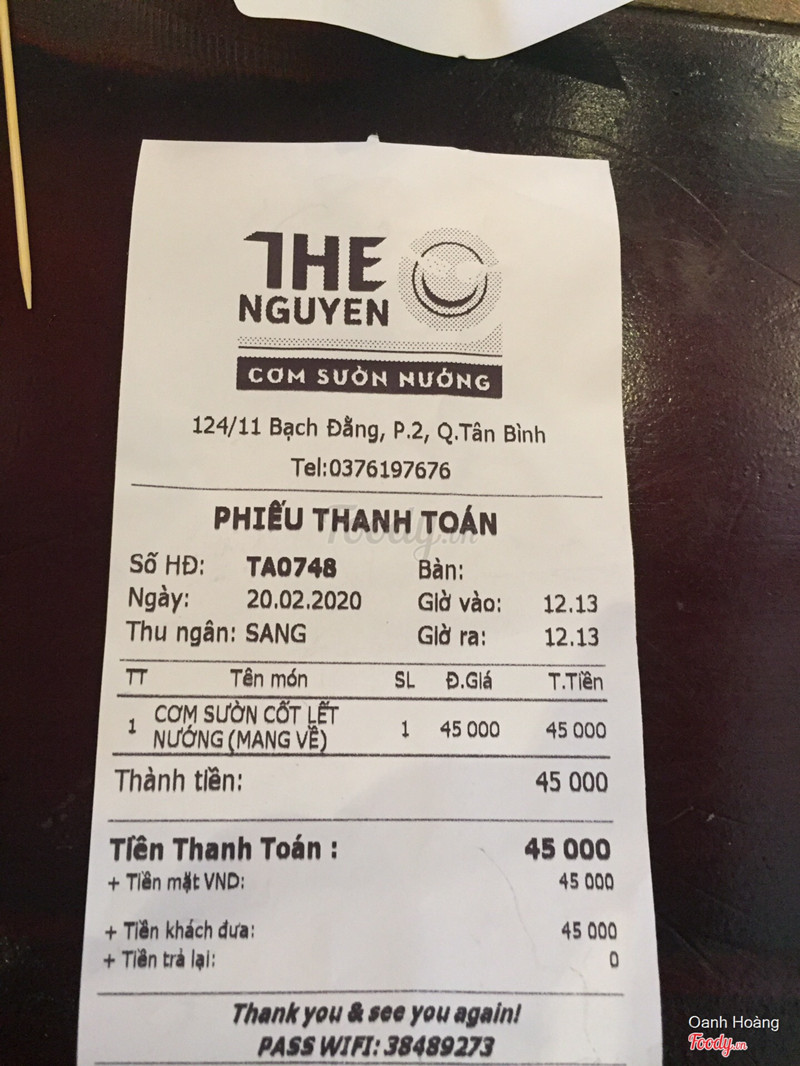 THE
NGUYEN
CƠM SƯỜN NƯỚNG
124/11 Bạch Đằng, P.2, Q.Tân Bình
Tel:0376197676
PHIẾU THANH TOÁN
Foody.vn
Số HĐ: TA0748 Bàn:
Ngày: 20.02.2020 Giờ vào: 12.13
Thu ngân: SANG Giờ ra: 12.13
TT Tên món SL Đ.Giá T.Tiền
1 CƠM SƯỜN CỐT LẾT
NƯỚNG (MANG VỀ) 1 45 000 45 000
Thành tiền: 45 000
Tiền Thanh Toán : 45 000
+ Tiền mặt VND: 45 000
+ Tiền khách đưa: 45 000
+ Tiền trả lại: 0
Thank you & see you again!
PASS WIFI: 38489273
Oanh Hoàng
Foody.vn